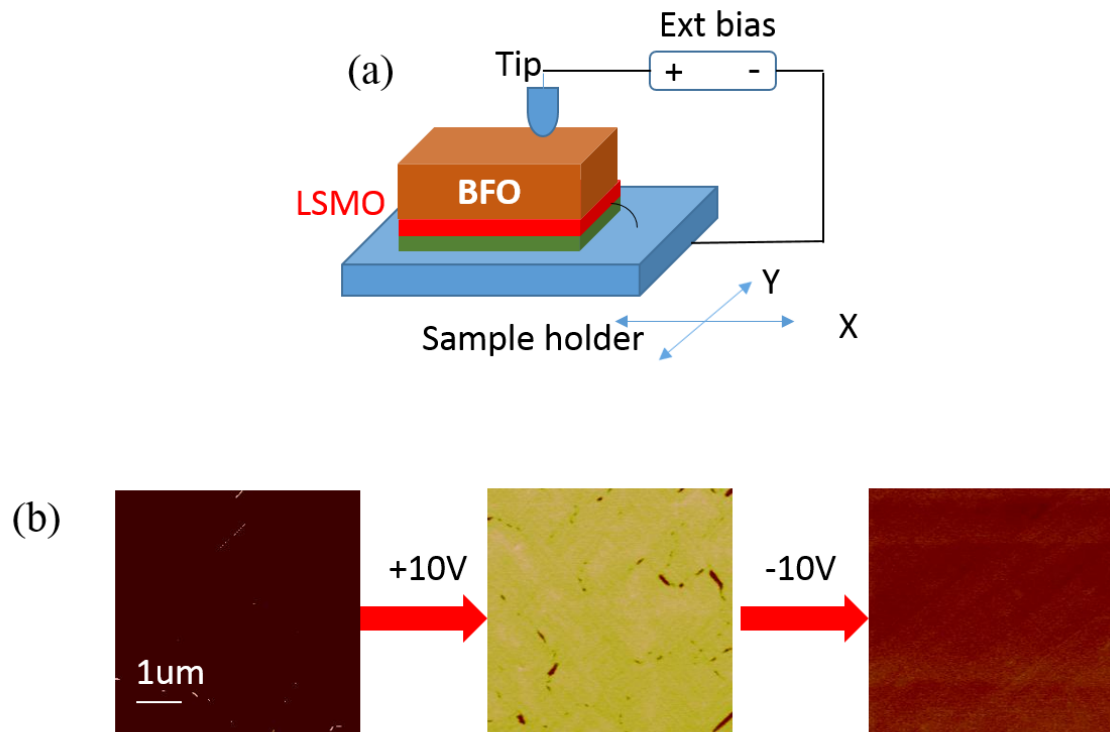 (a)
Ext bias
Tip
+ -
BFO
LSMO
Y
X
Sample holder
(b)
+10V
-10V
1um